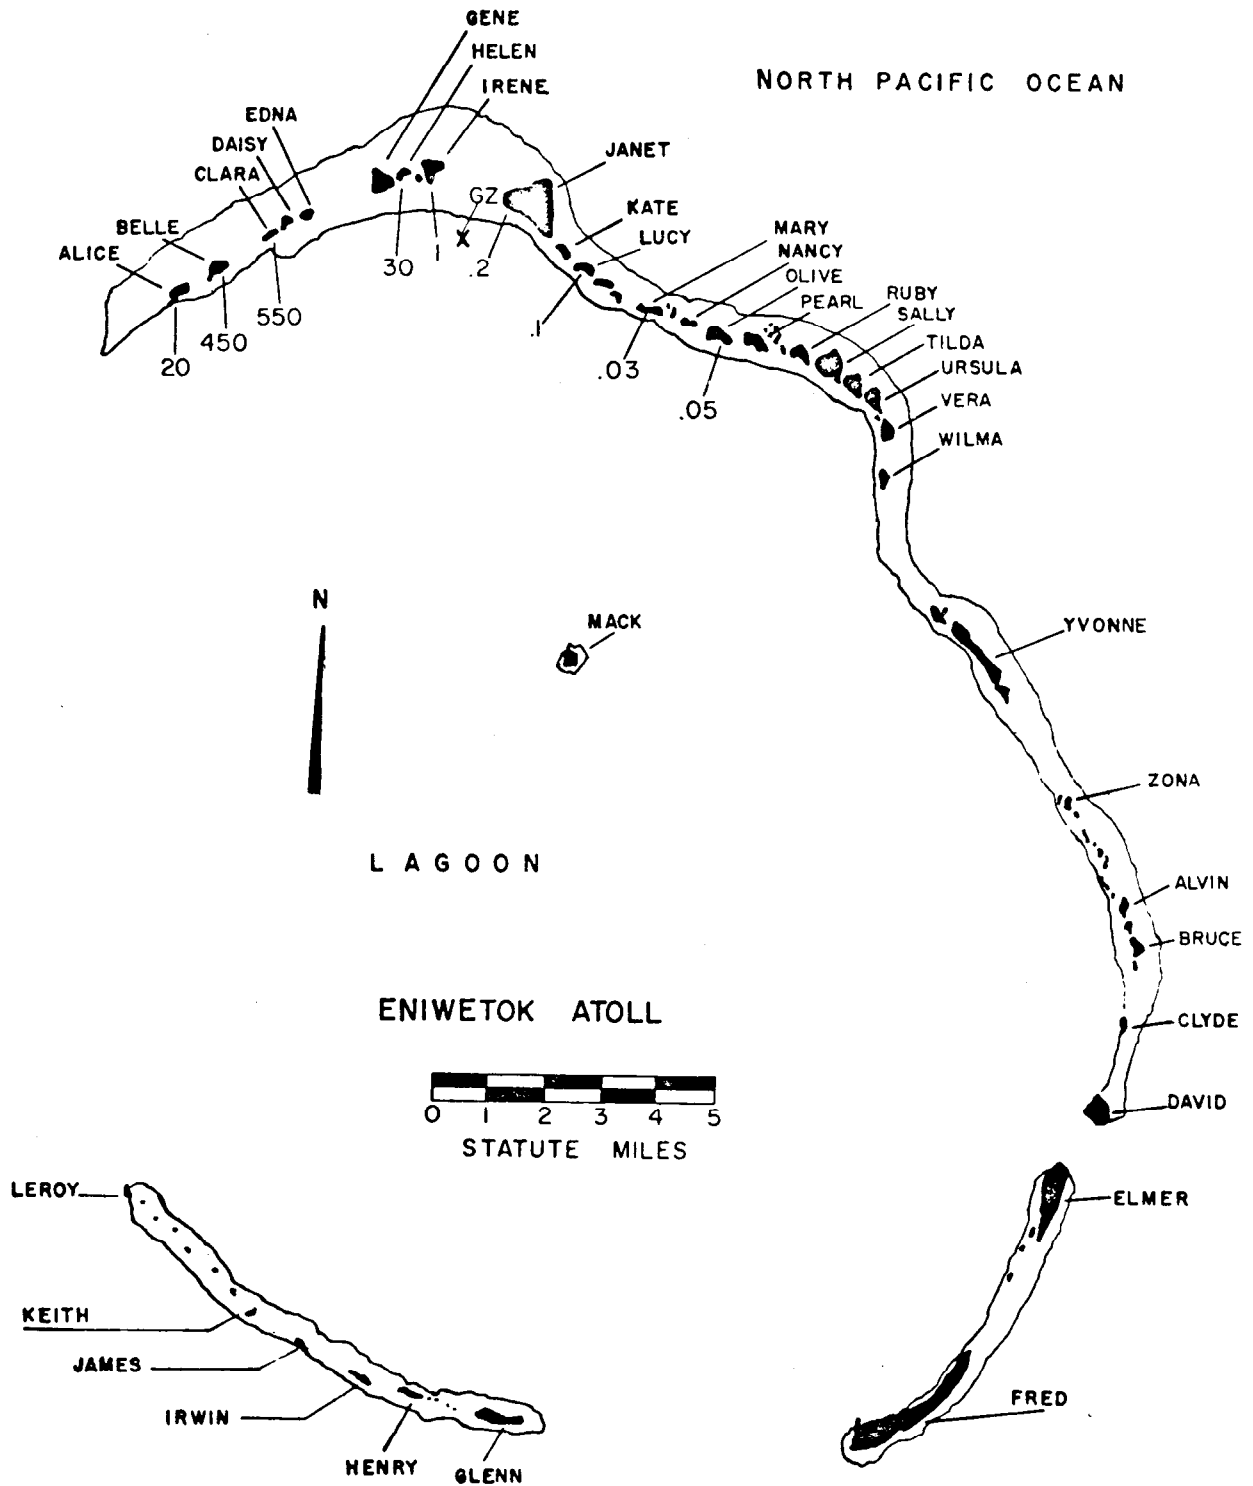 GENE
HELEN
IRENE
NORTH PACIFIC OCEAN
EDNA
DAISY
CLARA
JANET
BELLE
ALICE
GZ
X
KATE
LUCY
MARY
NANCY
OLIVE
PEARL
RUBY
SALLY
TILDA
URSULA
VERA
WILMA
30
1
.2
550
450
20
.1
.03
.05
N
MACK
YVONNE
ZONA
LAGOON
ALVIN
BRUCE
ENIWETOK ATOLL
CLYDE
0 1 2 3 4 5
STATUTE MILES
DAVID
LEROY
ELMER
KEITH
JAMES
IRWIN
HENRY
GLENN
FRED